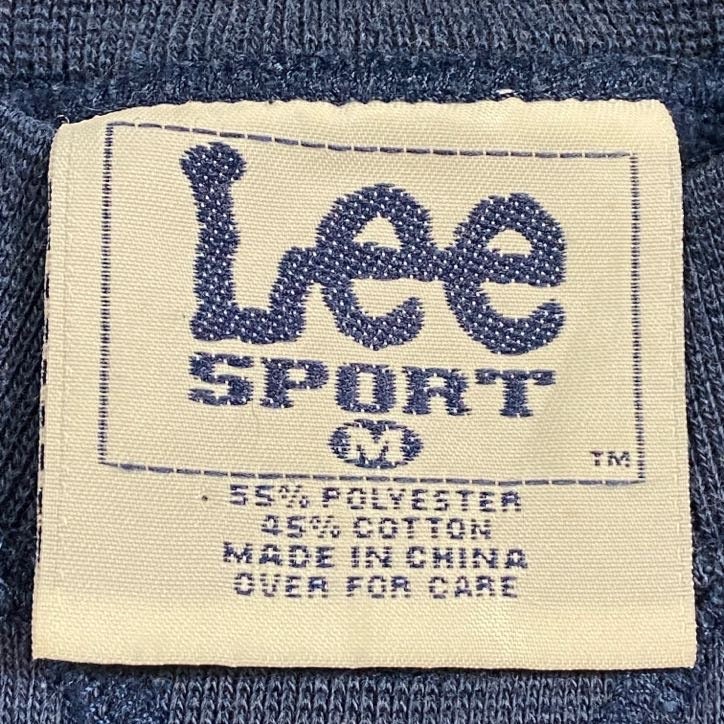 Lee
SPORT
M
TM
55% POLYESTER
45% COTTON
MADE IN CHINA
OVER FOR CARE